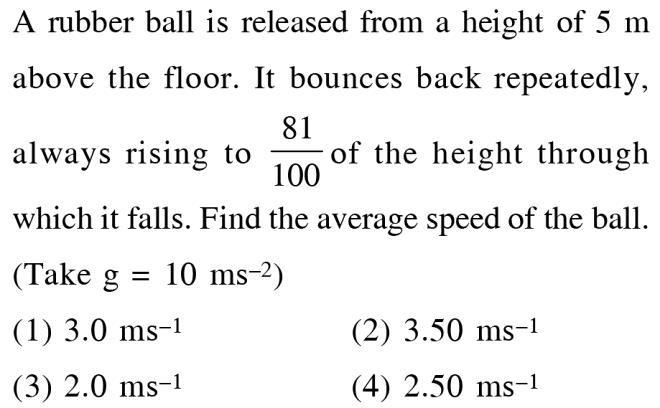 A rubber ball is released from a height of 5 m
above the floor. It bounces back repeatedly,
always rising to 81/100 of the height through
which it falls. Find the average speed of the ball.
(Take g = 10 ms⁻²)
(1) 3.0 ms⁻¹ (2) 3.50 ms⁻¹
(3) 2.0 ms⁻¹ (4) 2.50 ms⁻¹